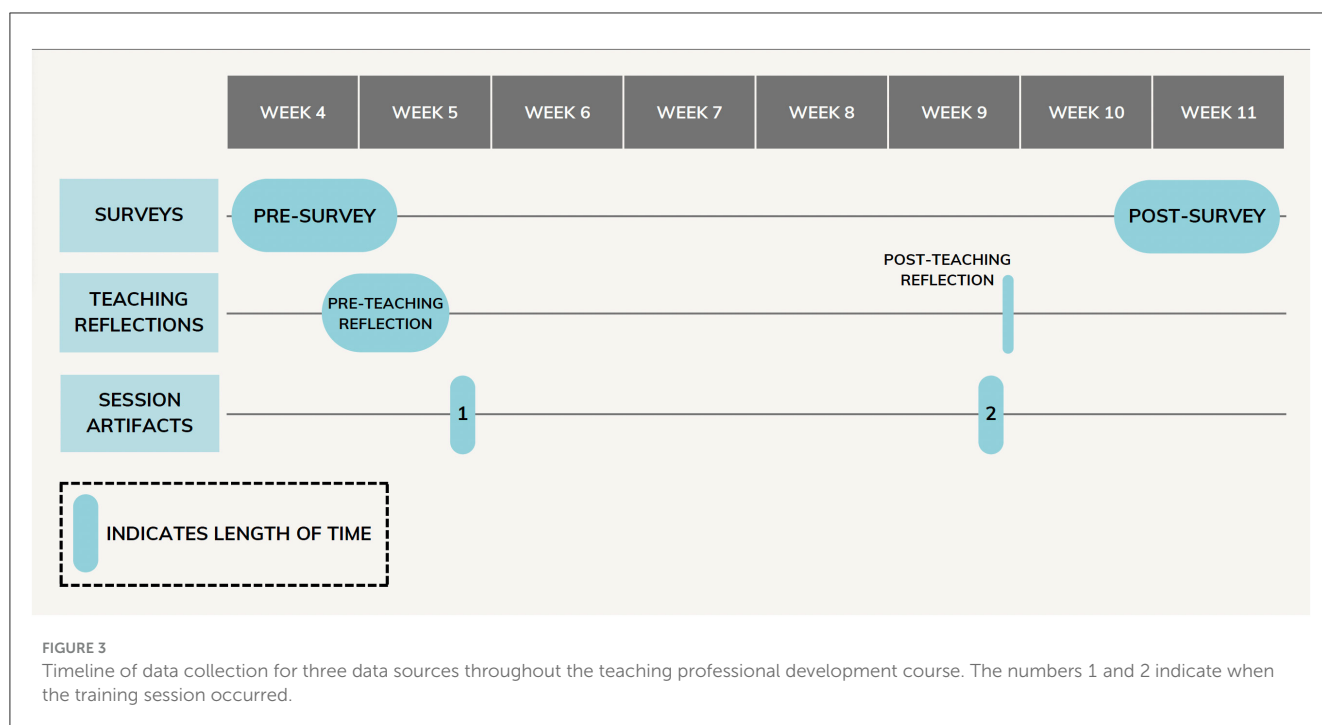 WEEK 4 WEEK 5 WEEK 6 WEEK 7 WEEK 8 WEEK 9 WEEK 10 WEEK 11
SURVEYS
PRE-SURVEY
POST-SURVEY
TEACHING
REFLECTIONS
PRE-TEACHING
REFLECTION
POST-TEACHING
REFLECTION
SESSION
ARTIFACTS
1
2
INDICATES LENGTH OF TIME
FIGURE 3
Timeline of data collection for three data sources throughout the teaching professional development course. The numbers 1 and 2 indicate when
the training session occurred.